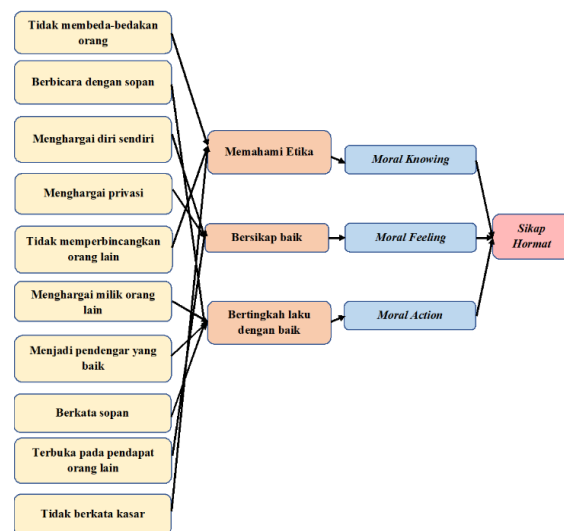 Tidak membeda-bedakan
orang
Berbicara dengan sopan
Menghargai diri sendiri
Menghargai privasi
Tidak memperbincangkan
orang lain
Menghargai milik orang
lain
Menjadi pendengar yang
baik
Berkata sopan
Terbuka pada pendapat
orang lain
Tidak berkata kasar
Memahami Etika
Bersikap baik
Bertingkah laku
dengan baik
Moral Knowing
Moral Feeling
Moral Action
Sikap
Hormat